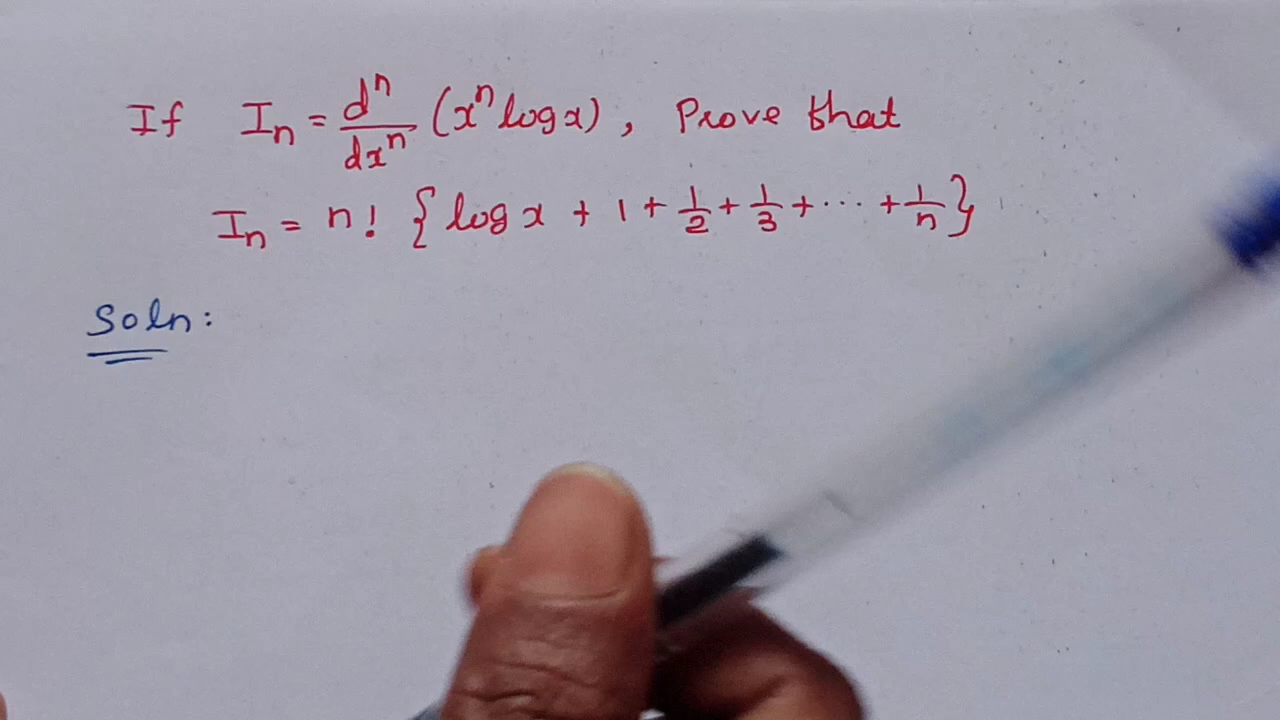 If Iₙ = dⁿ/dxⁿ (xⁿ log x), Prove that
Iₙ = n! {log x + 1 + 1/2 + 1/3 + ⋯ + 1/n}
Soln: